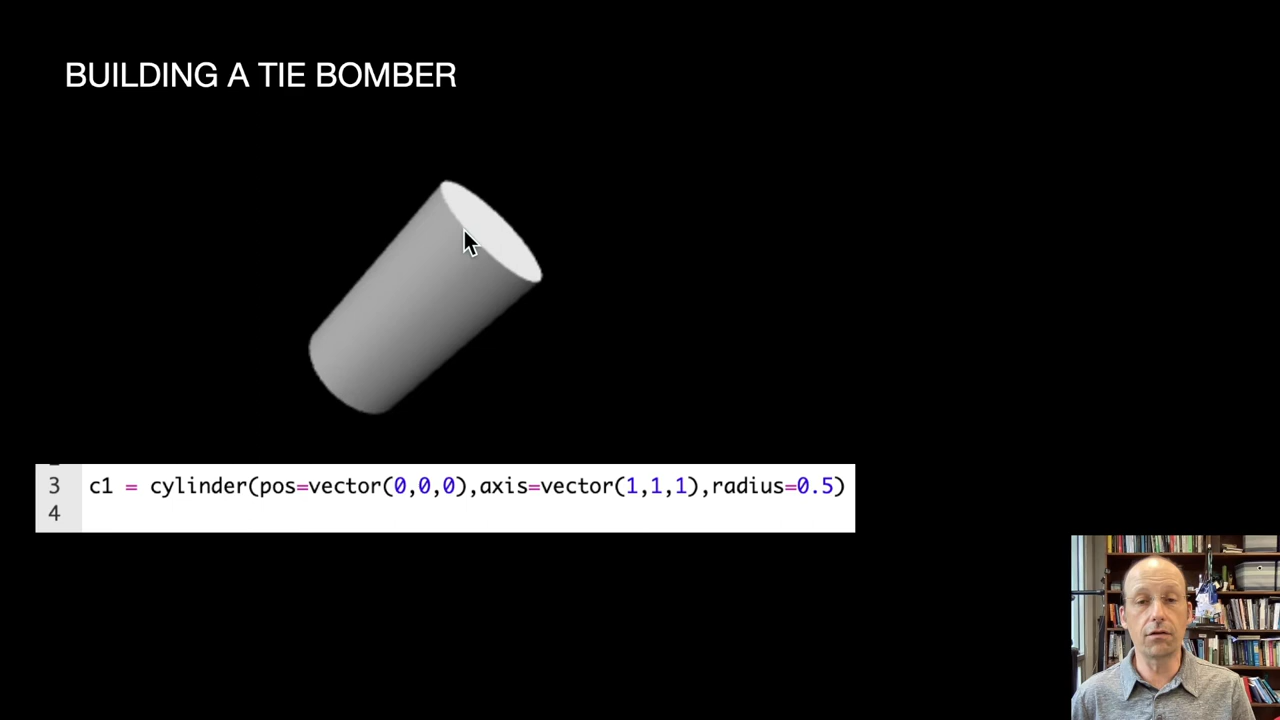 BUILDING A TIE BOMBER
3 c1 = cylinder(pos=vector(0,0,0),axis=vector(1,1,1),radius=0.5)
4